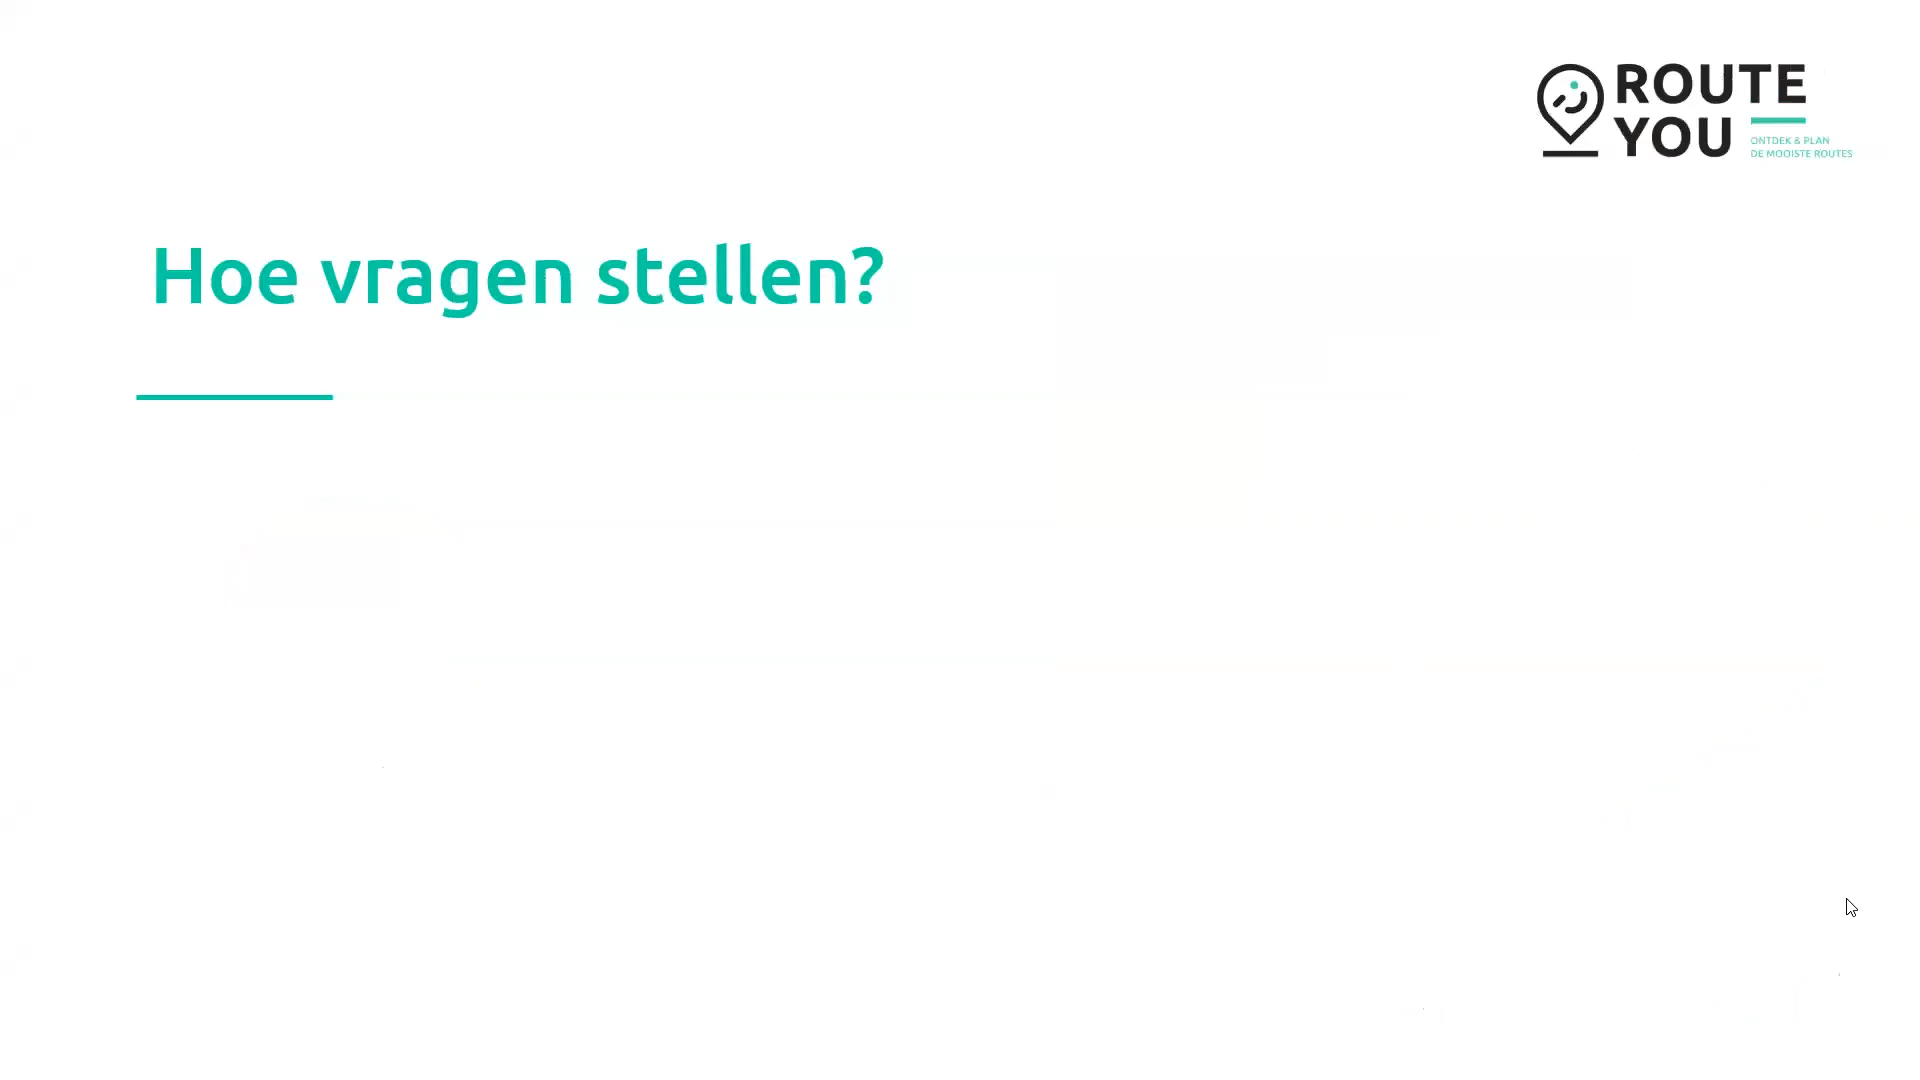 ROUTE
YOU
ONTDEK & PLAN
DE MOOISTE ROUTES
Hoe vragen stellen?